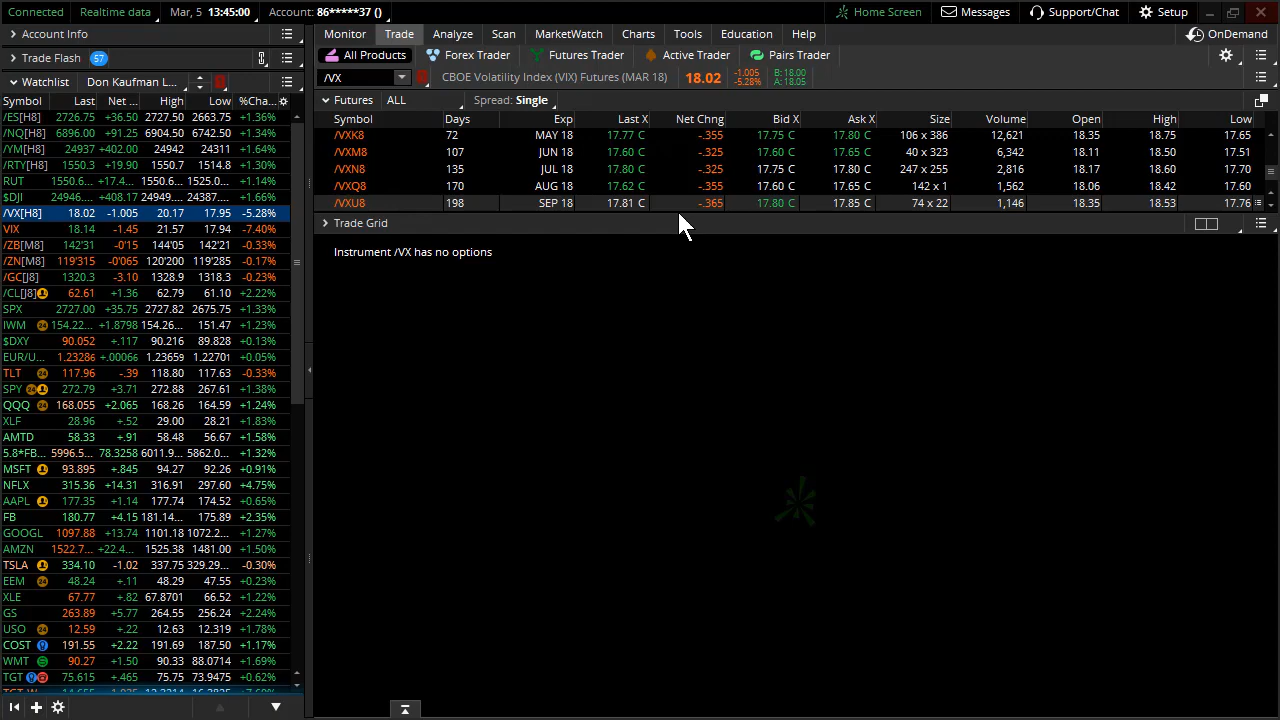 Connected Realtime data Mar, 5 13:45:00 Account: 86*****37 () Home Screen Messages Support/Chat Setup
Account Info
Trade Flash 57
Watchlist Don Kaufman L...
Symbol Last Net ... High Low %Cha...
/ES[H8] 2726.75 +36.50 2727.50 2663.75 +1.36%
/NQ[H8] 6896.00 +91.25 6904.50 6742.50 +1.34%
/YM[H8] 24937 +402.00 24942 24311 +1.64%
/RTY[H8] 1550.3 +19.90 1550.7 1514.8 +1.30%
RUT 1550.6... +17.4... 1550.6... 1525.0... +1.14%
$DJI 24946.... +408.17 24949.... 24387.... +1.66%
/VX[H8] 18.02 -1.005 20.17 17.95 -5.28%
VIX 18.14 -1.45 21.57 17.98 -7.40%
/ZB[M8] 142'31 -0'15 144'05 142'21 -0.33%
/ZN[M8] 119'315 -0'065 120'200 119'285 -0.17%
/GC[J8] 1320.3 -3.10 1328.9 1318.3 -0.23%
/CL[J8] 62.61 +1.36 62.79 61.10 +2.22%
SPX 2727.00 +35.75 2727.82 2675.75 +1.33%
IWM 154.22... +1.8798 154.26... 151.47 +1.23%
$DXY 90.052 +.117 90.216 89.828 +0.13%
EUR/U... 1.23286 +.00066 1.23659 1.22701 +0.05%
TLT 117.96 -.39 118.80 117.63 -0.33%
SPY 272.79 +3.71 272.88 267.61 +1.38%
QQQ 168.055 +2.065 168.26 164.59 +1.24%
XLF 28.96 +.52 29.00 28.21 +1.83%
AMTD 58.33 +.91 58.48 56.67 +1.58%
5.8*FB... 5996.5... 78.3258 6011.9... 5862.0... +1.32%
MSFT 93.895 +.845 94.27 92.26 +0.91%
NFLX 315.36 +14.31 316.91 297.60 +4.75%
AAPL 177.35 +1.14 177.74 174.52 +0.65%
FB 180.77 +4.15 181.14... 175.89 +2.35%
GOOGL 1097.88 +13.74 1101.18 1072.2... +1.27%
AMZN 1522.7... +22.4... 1525.38 1481.00 +1.50%
TSLA 334.10 -1.02 337.75 329.29... -0.30%
EEM 48.24 +.11 48.29 47.55 +0.23%
XLE 67.77 +.82 67.8701 66.52 +1.22%
GS 263.89 +5.77 264.55 256.24 +2.24%
USO 12.59 +.22 12.63 12.319 +1.78%
COST 191.55 +2.22 191.69 187.50 +1.17%
WMT 90.27 +1.50 90.33 88.0714 +1.69%
TGT 75.615 +.465 75.75 73.9475 +0.62%
Monitor Trade Analyze Scan MarketWatch Charts Tools Education Help OnDemand
All Products Forex Trader Futures Trader Active Trader Pairs Trader
/VX CBOE Volatility Index (VIX) Futures (MAR 18) 18.02 -1.005 B: 18.00
-5.28% A: 18.05
Futures ALL Spread: Single
Symbol Days Exp Last X Net Chng Bid X Ask X Size Volume Open High Low
/VXK8 72 MAY 18 17.77 C -.355 17.75 C 17.80 C 106 x 386 12,621 18.35 18.75 17.65
/VXM8 107 JUN 18 17.60 C -.325 17.60 C 17.65 C 40 x 323 6,342 18.15 18.50 17.51
/VXN8 135 JUL 18 17.80 C -.325 17.75 C 17.80 C 247 x 255 2,816 18.17 18.60 17.70
/VXQ8 170 AUG 18 17.62 C -.355 17.60 C 17.65 C 142 x 1 1,562 18.06 18.42 17.60
/VXU8 198 SEP 18 17.81 C -.365 17.80 C 17.85 C 74 x 22 1,146 18.35 18.53 17.76
Trade Grid
Instrument /VX has no options